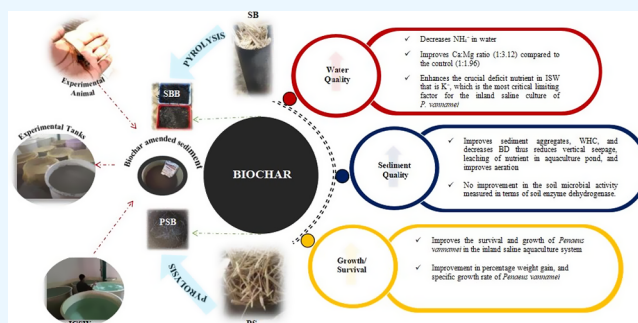 SB
PYROLYSIS
SBB
Experimental
Animal
Experimental Tanks
Biochar amended sediment
BIOCHAR
PSB
PYROLYSIS
Water
Quality
✓ Decreases NH₄⁺ in water
✓ Improves Ca:Mg ratio (1:3.12) compared to
the control (1:1.96)
✓ Enhances the crucial deficit nutrient in ISW
that is K⁺, which is the most critical limiting
factor for the inland saline culture of
P. vannamei
Sediment
Quality
✓ Improves sediment aggregates, WHC, and
decreases BD thus reduces vertical seepage,
leaching of nutrient in aquaculture pond, and
improves aeration
✓ No improvement in the soil microbial activity
measured in terms of soil enzyme dehydrogenase.
Growth/
Survival
✓ Improves the survival and growth of Penaeus
vannamei in the inland saline aquaculture system
✓ Improvement in percentage weight gain, and
specific growth rate of Penaeus vannamei